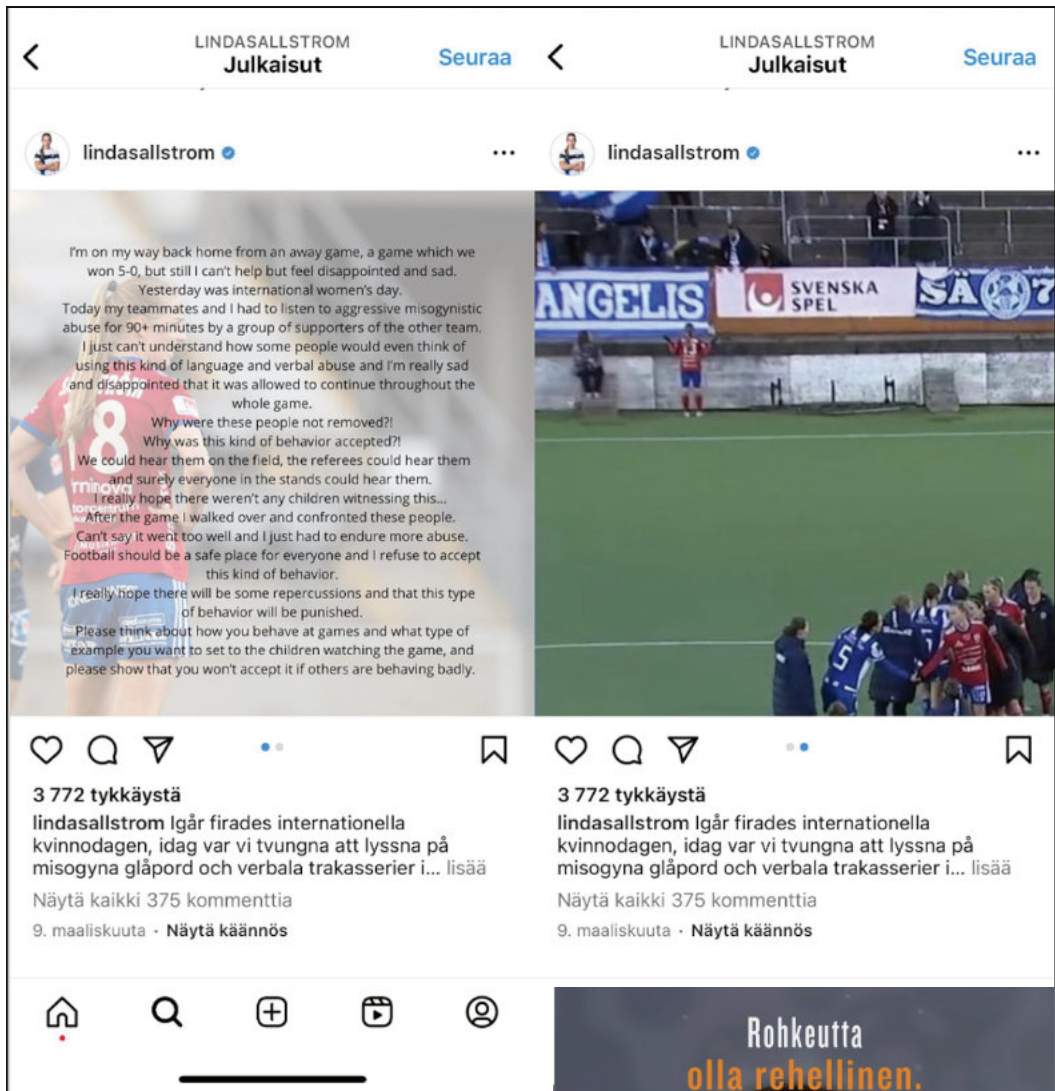 LINDASALLSTROM
Julkaisut
Seuraa
lindasallstrom
I'm on my way back home from an away game, a game which we
won 5-0, but still I can't help but feel disappointed and sad.
Yesterday was international women's day.
Today my teammates and I had to listen to aggressive misogynistic
abuse for 90+ minutes by a group of supporters of the other team.
I just can't understand how some people would even think of
using this kind of language and verbal abuse and I'm really sad
and disappointed that it was allowed to continue throughout the
whole game.
Why were these people not removed?!
Why was this kind of behavior accepted?!
We could hear them on the field, the referees could hear them
and surely everyone in the stands could hear them.
I really hope there weren't any children witnessing this...
After the game I walked over and confronted these people.
Can't say it went too well and I just had to endure more abuse.
Football should be a safe place for everyone and I refuse to accept
this kind of behavior.
I really hope there will be some repercussions and that this type
of behavior will be punished.
Please think about how you behave at games and what type of
example you want to set to the children watching the game, and
please show that you won't accept it if others are behaving badly.
18
3 772 tykkäystä
lindasallstrom Igår firades internationella
kvinnodagen, idag var vi tvungna att lyssna på
misogyna glåpord och verbala trakasserier i... lisää
Näytä kaikki 375 kommenttia
9. maaliskuuta · Näytä käännös
LINDASALLSTROM
Julkaisut
Seuraa
lindasallstrom
ANGELIS
SVENSKA
SPEL
SÄ
7
13
5
3 772 tykkäystä
lindasallstrom Igår firades internationella
kvinnodagen, idag var vi tvungna att lyssna på
misogyna glåpord och verbala trakasserier i... lisää
Näytä kaikki 375 kommenttia
9. maaliskuuta · Näytä käännös
Rohkeutta
olla rehellinen.